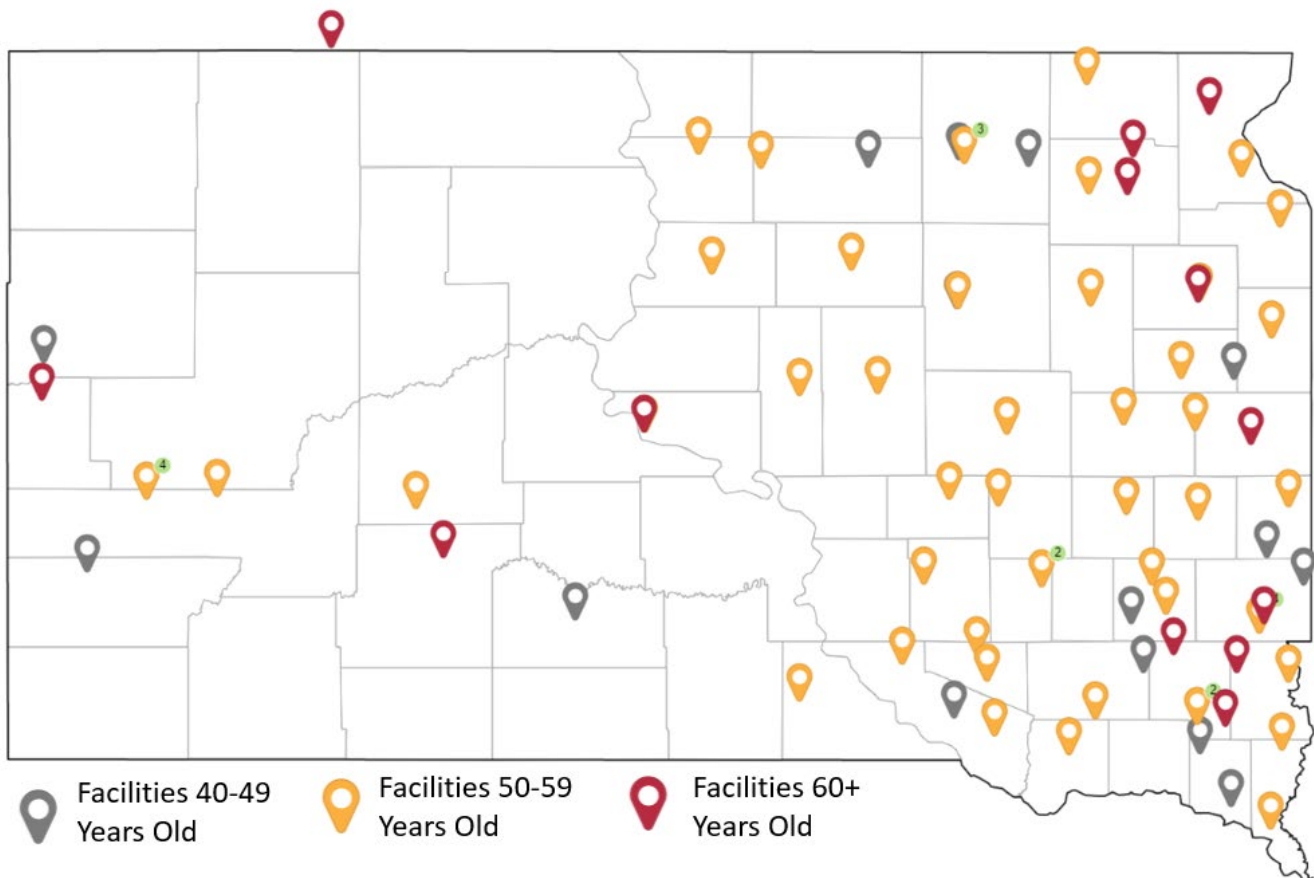 3
4
2
2
Facilities 40-49
Years Old
Facilities 50-59
Years Old
Facilities 60+
Years Old